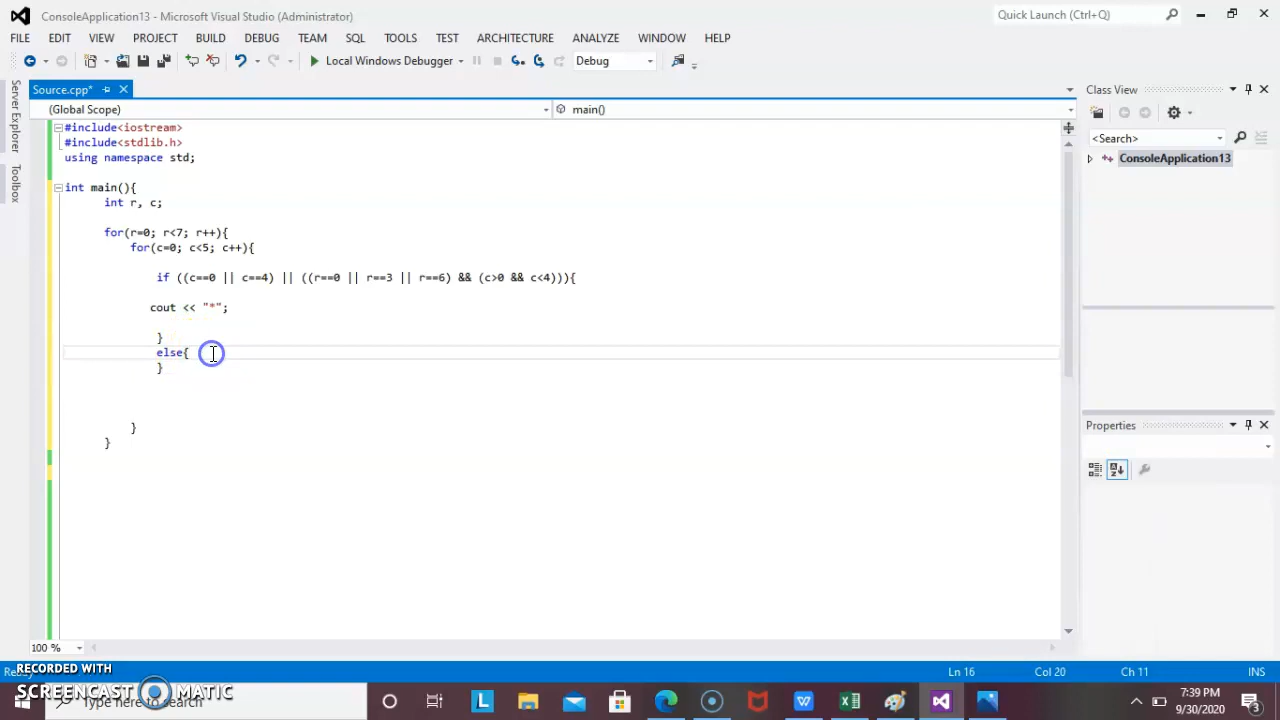 ConsoleApplication13 - Microsoft Visual Studio (Administrator)
Quick Launch (Ctrl+Q)
FILE EDIT VIEW PROJECT BUILD DEBUG TEAM SQL TOOLS TEST ARCHITECTURE ANALYZE WINDOW HELP
Local Windows Debugger
Debug
Server Explorer
Toolbox
Source.cpp*
(Global Scope)
main()
#include<iostream>
#include<stdlib.h>
using namespace std;
int main(){
int r, c;
for(r=0; r<7; r++){
for(c=0; c<5; c++){
if ((c==0 || c==4) || ((r==0 || r==3 || r==6) && (c>0 && c<4))){
cout << "*";
}
else{
}
}
}
Class View
<Search>
ConsoleApplication13
Properties
100 %
Ln 16
Col 20
Ch 11
INS
RECORDED WITH
SCREENCAST MATIC
Type here to search
7:39 PM
9/30/2020
3